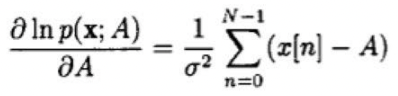 ∂ ln p(x; A) / ∂A = 1/σ² ∑_{n=0}^{N−1} (x[n] − A)